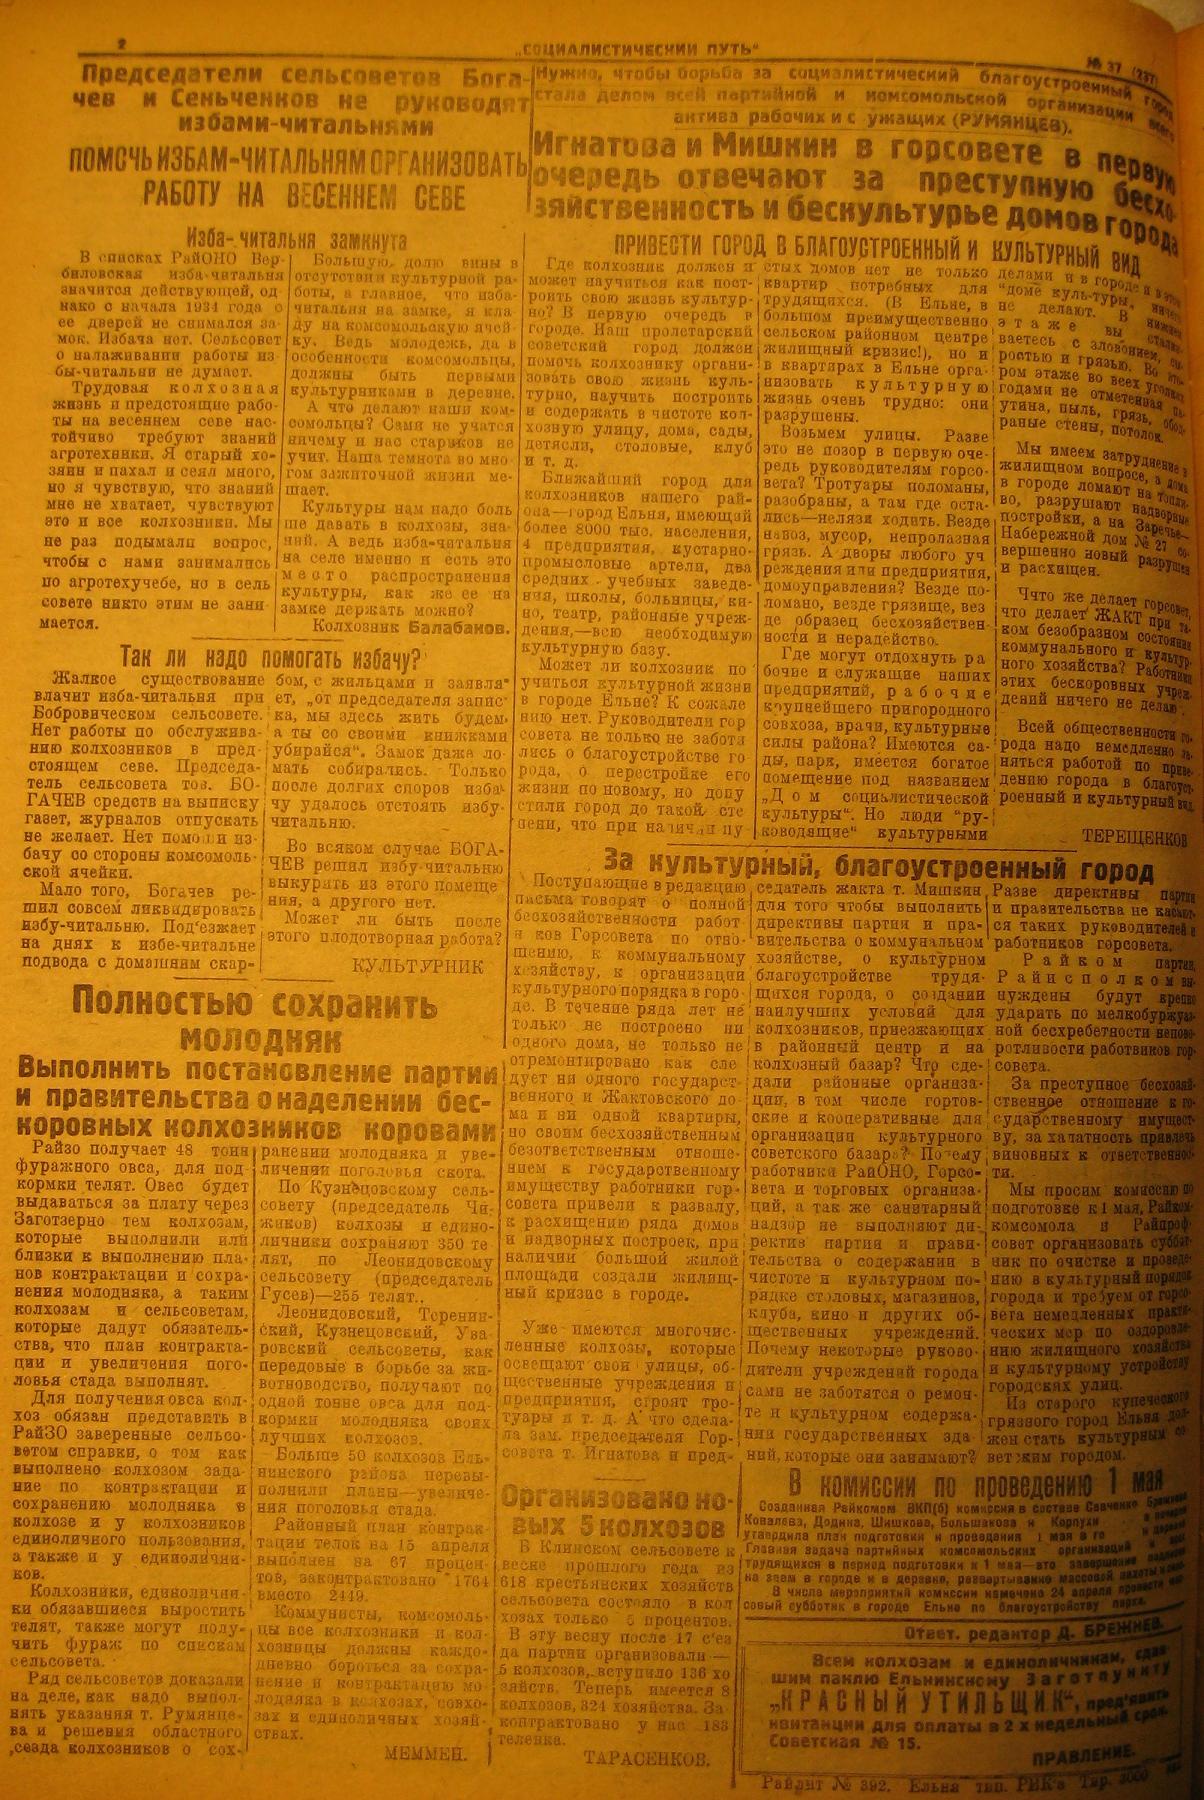 2
„СОЦИАЛИСТИЧЕСКИЙ ПУТЬ“
№ 37 (237)
Председатели сельсоветов Бога-
чев и Сеньченков не руководят
избами-читальнями
ПОМОЧЬ ИЗБАМ-ЧИТАЛЬНЯМ ОРГАНИЗОВАТЬ
РАБОТУ НА ВЕСЕННЕМ СЕВЕ
Изба-читальня замкнута
В списках РайОНО Вер-
биловская изба-читальня
значится действующей, од
нако с начала 1934 года с
ее дверей не снимался за-
мок. Избача нет. Сельсовет
о налаживании работы из-
бы-читальни не думает.
Трудовая колхозная
жизнь и предстоящие рабо-
ты на весеннем севе нас-
тойчиво требуют знаний
агротехники. Я старый хо-
зяин и пахал и сеял много,
но я чувствую, что знаний
мне не хватает, чувствуют
это и все колхозники. Мы
не раз подымали вопрос,
чтобы с нами занимались
по агротехучебе, но в сель
совете никто этим не зани
мается.
Большую долю вины в
отсутствии культурной ра-
боты, а главное, что изба-
читальня на замке, я кла-
ду на комсомольскую ячей-
ку. Ведь молодежь, да в
особенности комсомольцы,
должны быть первыми
культурниками в деревне.
А что делают наши ком-
сомольцы? Сами не учатся
ничему и нас стариков не
учит. Наша темнота во мно-
гом зажиточной жизни ме-
шает.
Культуры нам надо боль
ше давать в колхозы, зна-
ний. А ведь изба-читальня
на селе именно и есть это
место распространения
культуры, как же ее на
замке держать можно?
Колхозник Балабанов.
Так ли надо помогать избачу?
Жалкое существование
влачит изба-читальня при
Бобровическом сельсовете.
Нет работы по обслужива-
нию колхозников в пред-
стоящем севе. Председа-
тель сельсовета тов. БО-
ГАЧЕВ средств на выписку
газет, журналов отпускать
не желает. Нет помощи из-
бачу со стороны комсомоль-
ской ячейки.
Мало того, Богачев ре-
шил совсем ликвидировать
избу-читальню. Под'езжает
на днях к избе-читальне
подвода с домашним скар-
бом, с жильцами и заявля
ет, „от председателя запис
ка, мы здесь жить будем,
а ты со своими книжками
убирайся“. Замок даже ло-
мать собирались. Только
после долгих споров изба-
чу удалось отстоять избу-
читальню.
Во всяком случае БОГА-
ЧЕВ решил избу-читальню
выкурить из этого помеще
ния, а другого нет.
Может ли быть после
этого плодотворная работа?
КУЛЬТУРНИК
Полностью сохранить
молодняк
Выполнить постановление партии
и правительства о наделении бес-
коровных колхозников коровами
Райзо получает 48 тонн
фуражного овса, для под
кормки телят. Овес будет
выдаваться за плату через
Заготзерно тем колхозам,
которые выполнили или
близки к выполнению пла-
нов контрактации и сохра-
нения молодняка, а таким
колхозам и сельсоветам,
которые дадут обязатель-
ства, что план контракта-
ции и увеличения пого-
ловья стада выполнят.
Для получения овса кол-
хоз обязан представить в
РайЗО заверенные сельсо-
ветом справки, о том как
выполнено колхозом зада-
ние по контрактации и
сохранению молодняка в
колхозе и у колхозников
единоличного пользования,
а также и у единолични-
ков.
Колхозники, единолични-
ки обязавшиеся вырoстить
телят, также могут полу-
чить фураж по спискам
сельсовета.
Ряд сельсоветов доказали
на деле, как надо выпол-
нять указания т. Румянце-
ва и решения областного
с'езда колхозников о сох-
ранении молодняка и уве-
личении поголовья скота.
По Кузнецовскому сель-
совету (председатель Чи-
жиков) колхозы и едино-
личники сохраняют 350 те
лят, по Леонидовскому
сельсовету (председатель
Гусев)—255 телят..
Леонидовский, Теренин-
ский, Кузнецовский, Ува
ровский сельсоветы, как
передовые в борьбе за жи-
вотноводство, получают по
одной тонне овса для под-
кормки молодняка своих
лучших колхозов.
Больше 50 колхозов Ель-
нинского района перевы-
полнили планы—увеличе-
ния поголовья стада.
Районный план контрак-
тации телок на 15 апреля
выполнен на 67 процен-
тов, законтрактовано 1764
вместо 2449.
Коммунисты, комсомоль-
цы все колхозники и кол-
хозницы должны каждо-
дневно бороться за сохра-
нение и контрактацию мо-
лодняка в колхозах, совхо-
зах и единоличных хозяй-
ствах.
МЕММЕН.
Нужно, чтобы борьба за социалистический благоустроенный город
стала делом всей партийной и комсомольской организации всего
актива рабочих и служащих (РУМЯНЦЕВ).
Игнатова и Мишкин в горсовете в первую
очередь отвечают за преступную бесхо-
зяйственность и бескультурье домов города
ПРИВЕСТИ ГОРОД В БЛАГОУСТРОЕННЫЙ И КУЛЬТУРНЫЙ ВИД
Где колхозник должен и
может научиться как пост-
роить свою жизнь культур-
но? В первую очередь в
городе. Наш пролетарский
советский город должен
помочь колхознику органи-
зовать свою жизнь куль-
турно, научить построить
и содержать в чистоте кол-
хозную улицу, дома, сады,
детясли, столовые, клуб
и т. д.
Ближайший город для
колхозников нашего рай-
она—город Ельня, имеющий
более 8000 тыс. населения,
4 предприятия, кустарно-
промысловые артели, два
средних учебных заведе-
ния, школы, больницы, ки-
но, театр, районные учреж-
дения,—всю необходимую
культурную базу.
Может ли колхозник по
учиться культурной жизни
в городе Ельне? К сожале
нию нет. Руководители гор
совета не только не забота
лись о благоустройстве го-
рода, о перестройке его
жизни по новому, но допу
стили город до такой сте
пени, что при наличии пу-
стых домов нет не только
квартир потребных для
трудящихся. (В Ельне, в
большом преимущественно
сельском районном центре
жилищный кризис!), но и
в квартирах в Ельне орга-
низовать культурную
жизнь очень трудно: они
разрушены.
Возьмем улицы. Разве
это не позор в первую оче-
редь руководителям горсо-
вета? Тротуары поломаны,
разобраны, а там где оста-
лись—нельзя ходить. Везде
навоз, мусор, непролазная
грязь. А дворы любого уч
реждения или предприятия,
домоуправления? Везде по-
ломано, везде грязище, вез
де образец бесхозяйствен-
ности и нерадейство.
Где могут отдохнуть ра
бочие и служащие наших
предприятий, рабочие
крупнейшего пригородного
совхоза, врачи, культурные
силы района? Имеются са-
ды, парк, имеется богатое
помещение под названием
„Дом социалистической
культуры“. Но люди “ру-
ководящие” культурными
делами и в городе и в этом
“доме культуры, ничего
не делают. В нижнем
этаже вы сталки-
ваетесь с зловонием, сы-
ростью и грязью. Во вто-
ром этаже во всех уголках
годами не отметенная па-
утина, пыль, грязь, обод-
раные стены, потолок.
Мы имеем затруднение в
жилищном вопросе, а дома
в городе ломают на топли-
во, разрушают надворные
постройки, а на Заречье—
Набережной дом № 27 со-
вершенно новый разрушен
и расхищен.
Что же делает горсовет,
что делает ЖАКТ при та-
ком безобразном состоянии
коммунального и культур-
ного хозяйства? Работники
этих бескоровных учреж-
дений ничего не делаю
Всей общественности го-
рода надо немедленно за-
няться работой по приве-
дению города в благоуст-
роенный и культурный вид.
ТЕРЕЩЕНКОВ
За культурный, благоустроенный город
Поступающие в редакцию
письма говорят о полной
бесхозяйственности работ-
ников Горсовета по отно-
шению, к коммунальному
хозяйству, к организации
культурного порядка в горо-
де. В течение ряда лет не
только не построено ни
одного дома, не только не
отремонтировано как сле
дует ни одного государст-
венного и Жактовского до-
ма и ни одной квартиры,
но своим бесхозяйственным
безответственным отноше-
нием к государственному
имуществу работники гор-
совета привели к развалу,
к расхищению ряда домов
и надворных построек, при
наличии большой жилой
площади создали жилищ-
ный кризис в городе.
Уже имеются многочис-
ленные колхозы, которые
освещают свои улицы, об-
щественные учреждения и
предприятия, строят тро-
туары и т. д. А что сдела-
ла зам. председателя Гор-
совета т. Игнатова и пред-
седатель жакта т. Мишкин
для того чтобы выполнить
директивы партии и пра-
вительства о коммунальном
хозяйстве, о культурном
благоустройстве трудя-
щихся города, о создании
наилучших условий для
колхозников, приезжающих
в районный центр и на
колхозный базар? Что сде-
лали районные организа-
ции, в том числе гортов-
ские и кооперативные для
организации культурного
советского базара? Почему
работники РайОНО, Горсо-
вета и торговых организа-
ций, а так же санитарный
надзор не выполняют ди-
ректив партии и прави-
тельства о содержании в
чистоте и культурном по-
рядке столовых, магазинов,
клуба, кино и других об-
щественных учреждений.
Почему некоторые руково-
дители учреждений города
сами не заботятся о ремон-
те и культурном содержа-
нии государственных зда
ний, которые они занимают?
Разве директивы партии
и правительства не касают-
ся таких руководителей и
работников горсовета.
Райком партии,
Райисполком вы-
нуждены будут крепко
ударить по мелкобуржуаз-
ной бесхребетности непово-
ротливости работников гор-
совета.
За преступное бесхозяй-
ственное отношение к го-
сударственному имущест-
ву, за халатность привлечь
виновных к ответственнос-
ти.
Мы просим комиссию по
подготовке к 1 мая, Райком-
комсомола и Райпроф-
совет организовать суббот-
ник по очистке и проведе-
нию в культурный порядок
города и требуем от горсо-
вета немедленных практи-
ческих мер по оздоровле-
нию жилищного хозяйства
и культурному устройству
городских улиц.
Из старого купеческого
грязного город Ельня дол-
жен стать культурным со
ветским городом.
Организовано но-
вых 5 колхозов
В Клинском сельсовете к
весне прошлого года из
618 крестьянских хозяйств
сельсовета состояло в кол
хозах только 5 процентов.
В эту весну после 17 с'ез
да партии организовали—
5 колхозов, вступило 136 хо
зяйств. Теперь имеется 8
колхозов, 324 хозяйства. За
контрактовано у нас 183
теленка.
ТАРАСЕНКОВ.
В комиссии по проведению 1 мая
Созданная Райкомом ВКП(б) комиссия в составе Савченко Брежнева
Ковалева, Додина, Шишкова, Большакова и Корпухи
утвердила план подготовки и проведения 1 мая в го и деревне
Главная задача партийных комсомольских организаций и всех
трудящихся в период подготовки к 1 мая—это завершение подписки
на заем в городе и в деревне, развертыванию массовой работы
В числе мероприятий комиссии намечено 24 апреля провести мас-
совый субботник в городе Ельне по благоустройству парка.
Ответ. редактор Д. БРЕЖНЕВ.
Всем колхозам и единоличникам, сдав
шим паклю Ельнинскому Заготпункту
„КРАСНЫЙ УТИЛЬЩИК“, пред'явить
квитанции для оплаты в 2 х недельный срок.
Советская № 15.
ПРАВЛЕНИЕ.
Райлит № 392. Ельня тип. РИК'а Тир. 3000